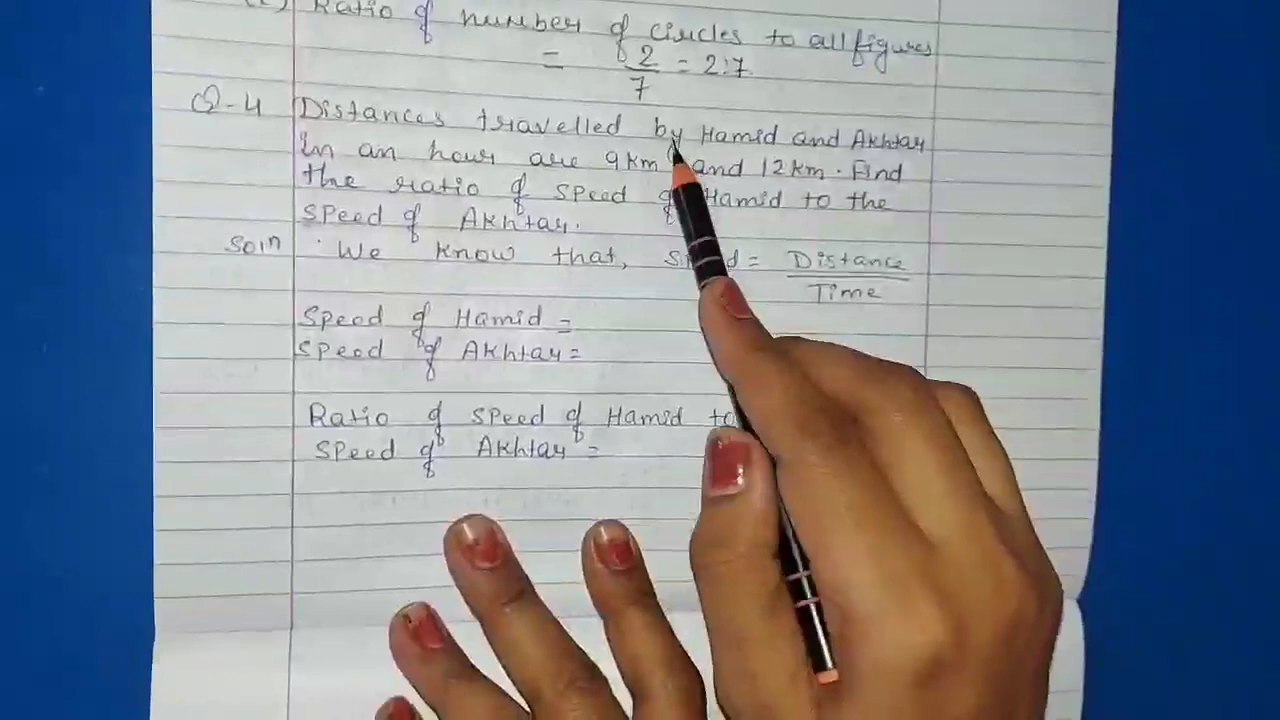 Ratio of number of circles to all figures
= 2/7 = 2:7.
Q-4 Distances travelled by Hamid and Akhtar
in an hour are 9 km and 12 km. Find
the ratio of speed of Hamid to the
speed of Akhtar.
Soln: We know that, = Distance/Time
Speed of Hamid =
Speed of Akhtar =
Ratio of speed of Hamid to
Speed of Akhtar =